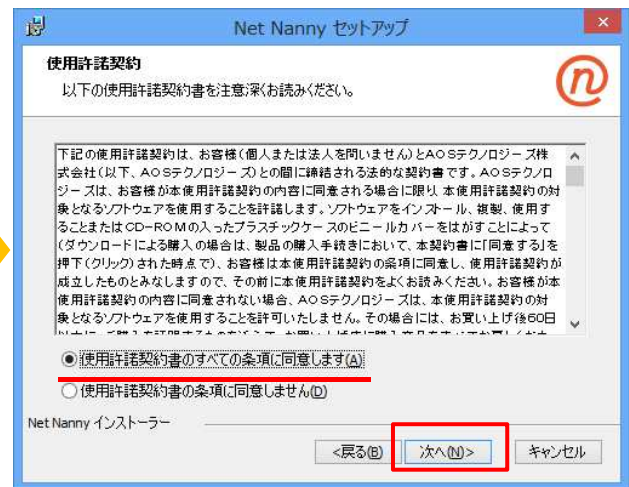 Net Nanny セットアップ
使用許諾契約
以下の使用許諾契約書を注意深くお読みください。
下記の使用許諾契約は、お客様(個人または法人を問いません)とAOSテクノロジーズ株
式会社(以下、AOSテクノロジーズ)との間に締結される法的な契約書です。AOSテクノロ
ジーズは、お客様が本使用許諾契約の内容に同意される場合に限り 本使用許諾契約の対
象となるソフトウェアを使用することを許諾します。ソフトウェアをインストール、複製、使用す
ることまたはCD-ROMの入ったプラスチックケースのビニールカバーをはがすことによって
(ダウンロードによる購入の場合は、製品の購入手続きにおいて、本契約書に「同意する」を
押下(クリック)された時点で)、お客様は本使用許諾契約の条項に同意し、使用許諾契約が
成立したものとみなしますので、その前に本使用許諾契約をよくお読みください。お客様が本
使用許諾契約の内容に同意されない場合、AOSテクノロジーズは、本使用許諾契約の対
象となるソフトウェアを使用することを許可いたしません。その場合には、お買い上げ後60日
使用許諾契約書のすべての条項に同意します(A)
使用許諾契約書の条項に同意しません(D)
Net Nanny インストーラー
<戻る(B) 次へ(N)> キャンセル